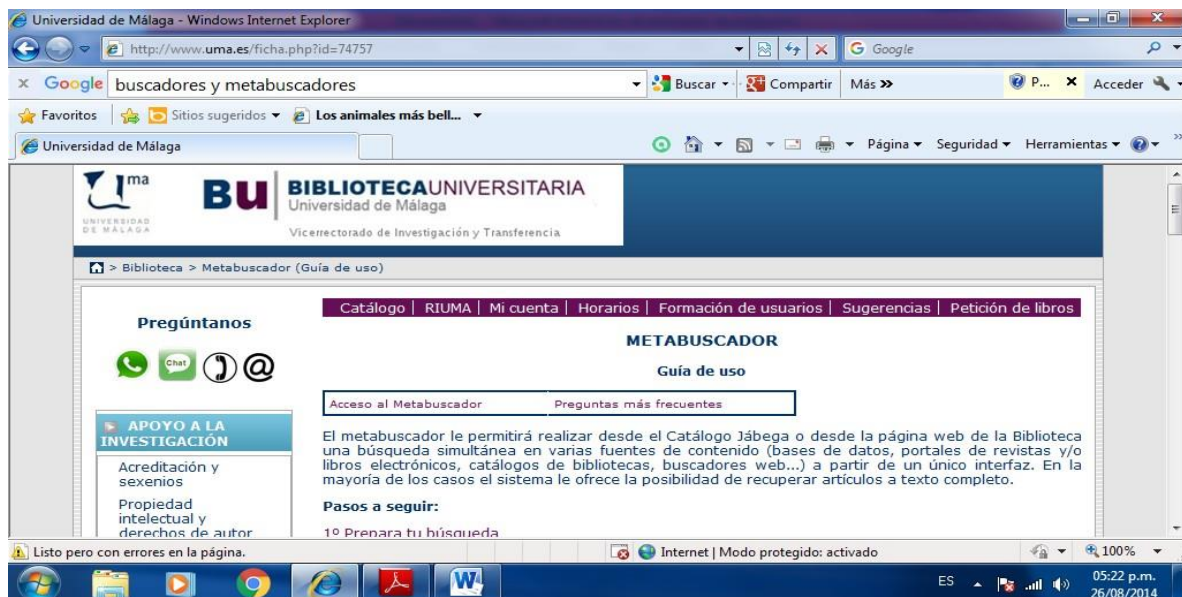 Universidad de Málaga - Windows Internet Explorer
http://www.uma.es/ficha.php?id=74757
Google
Google
buscadores y metabuscadores
Buscar
Compartir
Más »
P...
Acceder
Favoritos
Sitios sugeridos
Los animales más bell...
Universidad de Málaga
Página
Seguridad
Herramientas
uma
UNIVERSIDAD
DE MÁLAGA
BU
BIBLIOTECAUNIVERSITARIA
Universidad de Málaga
Vicerrectorado de Investigación y Transferencia
> Biblioteca > Metabuscador (Guía de uso)
Pregúntanos
Chat
@
APOYO A LA
INVESTIGACIÓN
Acreditación y
sexenios
Propiedad
intelectual y
derechos de autor
Catálogo | RIUMA | Mi cuenta | Horarios | Formación de usuarios | Sugerencias | Petición de libros
METABUSCADOR
Guía de uso
Acceso al Metabuscador
Preguntas más frecuentes
El metabuscador le permitirá realizar desde el Catálogo Jábega o desde la página web de la Biblioteca
una búsqueda simultánea en varias fuentes de contenido (bases de datos, portales de revistas y/o
libros electrónicos, catálogos de bibliotecas, buscadores web...) a partir de un único interfaz. En la
mayoría de los casos el sistema le ofrece la posibilidad de recuperar artículos a texto completo.
Pasos a seguir:
1º Prepara tu búsqueda
Listo pero con errores en la página.
Internet | Modo protegido: activado
100%
ES
05:22 p.m.
26/08/2014